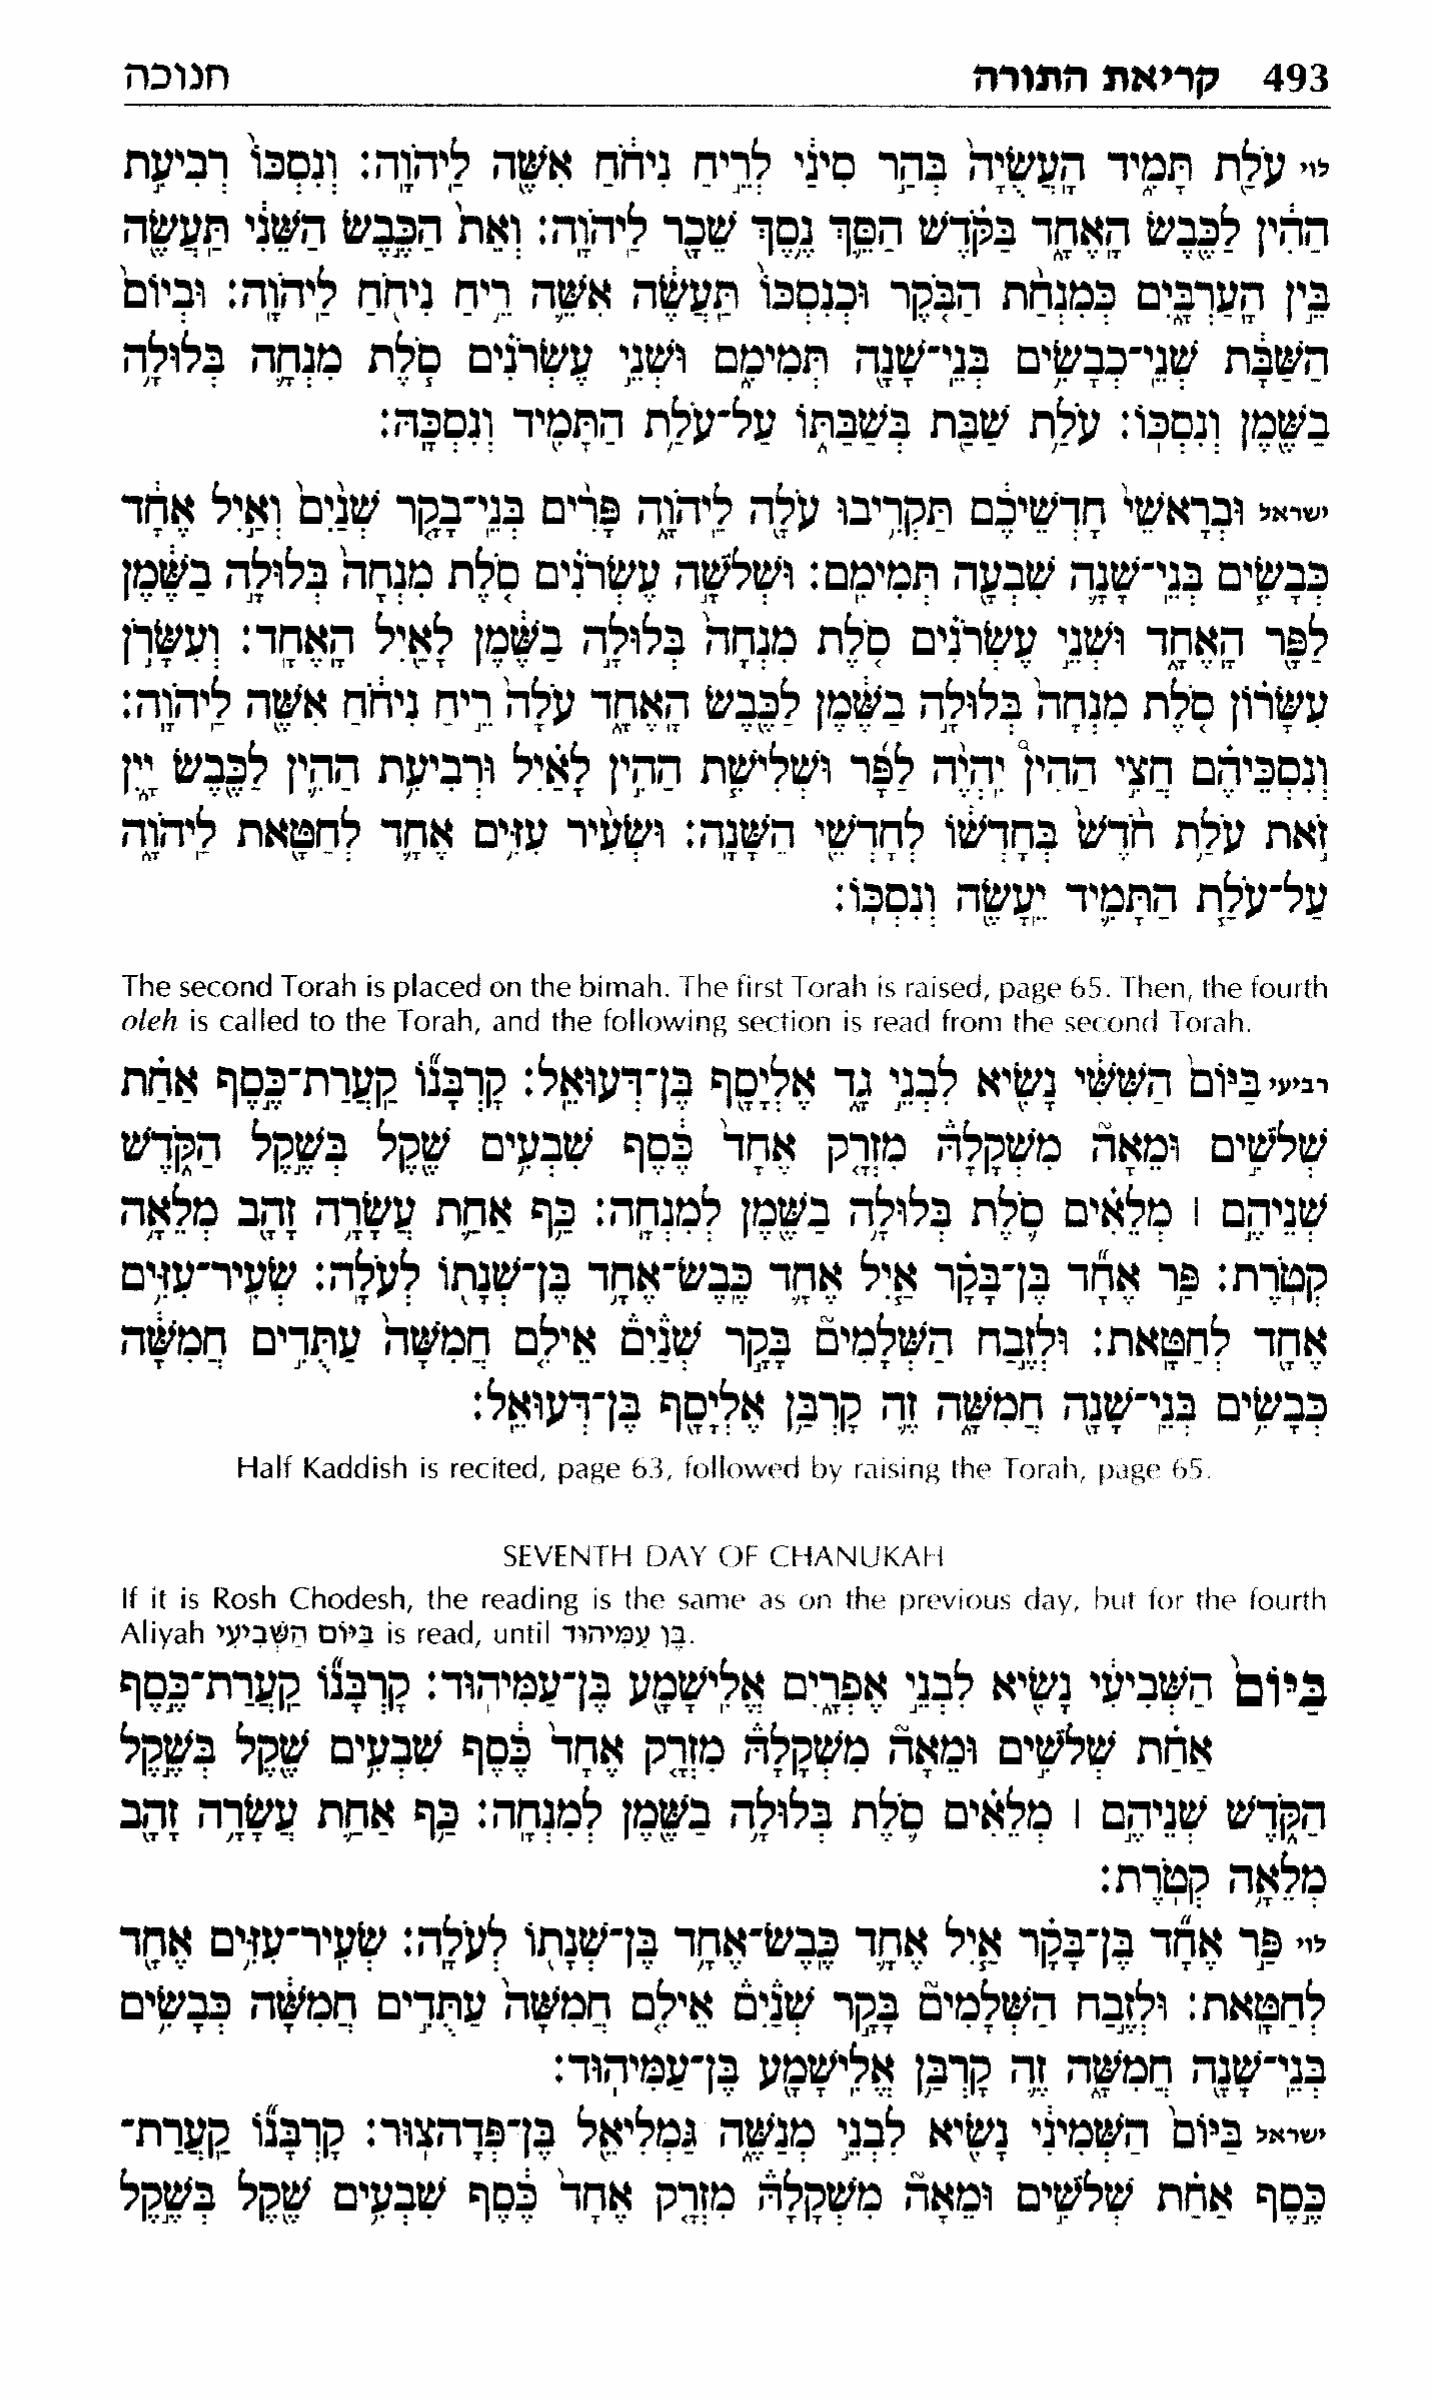 493 קריאת התורה חנוכה
לוי עֹלַ֖ת תָּמִ֑יד הָעֲשֻׂיָה֙ בְּהַ֣ר סִינַ֔י לְרֵ֣יחַ נִיחֹ֔חַ אִשֶּׁ֖ה לַֽיהֹוָֽה: וְנִסְכּוֹ֙ רְבִיעִ֣ת
הַהִ֔ין לַכֶּ֖בֶשׂ הָאֶחָ֑ד בַּקֹּ֗דֶשׁ הַסֵּ֛ךְ נֶ֥סֶךְ שֵׁכָ֖ר לַֽיהֹוָֽה: וְאֵת֙ הַכֶּ֣בֶשׂ הַשֵּׁנִ֔י תַּֽעֲשֶׂ֖ה
בֵּ֣ין הָֽעַרְבָּ֑יִם כְּמִנְחַ֨ת הַבֹּ֤קֶר וּכְנִסְכּוֹ֙ תַּֽעֲשֶׂ֔ה אִשֵּׁ֛ה רֵ֥יחַ נִיחֹ֖חַ לַֽיהֹוָֽה: וּבְיוֹם֙
הַשַּׁבָּ֔ת שְׁנֵֽי־כְבָשִׂ֥ים בְּנֵֽי־שָׁנָ֖ה תְּמִימִ֑ם וּשְׁנֵ֣י עֶשְׂרֹנִ֗ים סֹ֧לֶת מִנְחָ֛ה בְּלוּלָ֥ה
בַשֶּׁ֖מֶן וְנִסְכּֽוֹ: עֹלַ֥ת שַׁבַּ֖ת בְּשַׁבַּתּ֑וֹ עַל־עֹלַ֥ת הַתָּמִ֖יד וְנִסְכָּֽהּ:
ישראל וּבְרָאשֵׁי֙ חָדְשֵׁיכֶ֔ם תַּקְרִ֥יבוּ עֹלָ֖ה לַֽיהֹוָ֑ה פָּרִ֨ים בְּנֵֽי־בָקָ֤ר שְׁנַ֨יִם֙ וְאַ֣יִל אֶחָ֔ד
כְּבָשִׂ֧ים בְּנֵֽי־שָׁנָ֛ה שִׁבְעָ֖ה תְּמִימִֽם: וּשְׁלֹשָׁ֣ה עֶשְׂרֹנִ֗ים סֹ֤לֶת מִנְחָה֙ בְּלוּלָ֣ה בַשֶּׁ֔מֶן
לַפָּ֖ר הָֽאֶחָ֑ד וּשְׁנֵ֣י עֶשְׂרֹנִ֗ים סֹ֤לֶת מִנְחָה֙ בְּלוּלָ֣ה בַשֶּׁ֔מֶן לָאַ֖יִל הָֽאֶחָֽד: וְעִשָּׂרֹ֣ן
עִשָּׂר֗וֹן סֹ֤לֶת מִנְחָה֙ בְּלוּלָ֣ה בַשֶּׁ֔מֶן לַכֶּ֖בֶשׂ הָֽאֶחָ֑ד עֹלָה֙ רֵ֣יחַ נִיחֹ֔חַ אִשֶּׁ֖ה לַֽיהֹוָֽה:
וְנִסְכֵּיהֶ֗ם חֲצִ֣י הַהִין֩ יִֽהְיֶ֨ה לַפָּ֜ר וּשְׁלִישִׁ֧ת הַהִ֣ין לָאַ֗יִל וּרְבִיעִ֥ת הַהִ֛ין לַכֶּ֖בֶשׂ יָ֑יִן
זֹ֣את עֹלַ֥ת חֹ֨דֶשׁ֙ בְּחָדְשׁ֔וֹ לְחָדְשֵׁ֖י הַשָּׁנָֽה: וּשְׂעִ֨יר עִזִּ֥ים אֶחָ֛ד לְחַטָּ֖את לַֽיהֹוָ֑ה
עַל־עֹלַ֧ת הַתָּמִ֛יד יֵֽעָשֶׂ֖ה וְנִסְכּֽוֹ:
The second Torah is placed on the bimah. The first Torah is raised, page 65. Then, the fourth
oleh is called to the Torah, and the following section is read from the second Torah.
רביעי בַּיּוֹם֙ הַשִּׁשִּׁ֔י נָשִׂ֖יא לִבְנֵ֣י גָ֑ד אֶלְיָסָ֖ף בֶּן־דְּעוּאֵֽל: קׇרְבָּנ֞וֹ קַֽעֲרַת־כֶּ֣סֶף אַחַ֗ת
שְׁלֹשִׁ֣ים וּמֵאָה֮ מִשְׁקָלָהּ֒ מִזְרָ֤ק אֶחָד֙ כֶּ֔סֶף שִׁבְעִ֥ים שֶׁ֖קֶל בְּשֶׁ֣קֶל הַקֹּ֑דֶשׁ
שְׁנֵיהֶ֣ם ׀ מְלֵאִ֗ים סֹ֛לֶת בְּלוּלָ֥ה בַשֶּׁ֖מֶן לְמִנְחָֽה: כַּ֥ף אַחַ֛ת עֲשָׂרָ֥ה זָהָ֖ב מְלֵאָ֥ה
קְטֹֽרֶת: פַּ֣ר אֶחָ֞ד בֶּן־בָּקָ֗ר אַ֧יִל אֶחָ֛ד כֶּֽבֶשׂ־אֶחָ֥ד בֶּן־שְׁנָת֖וֹ לְעֹלָֽה: שְׂעִיר־עִזִּ֥ים
אֶחָ֖ד לְחַטָּֽאת: וּלְזֶ֣בַח הַשְּׁלָמִים֮ בָּקָ֣ר שְׁנַ֒יִם֒ אֵילִ֤ם חֲמִשָּׁה֙ עַתֻּדִ֣ים חֲמִשָּׁ֔ה
כְּבָשִׂ֥ים בְּנֵֽי־שָׁנָ֖ה חֲמִשָּׁ֑ה זֶ֛ה קׇרְבַּ֥ן אֶלְיָסָ֖ף בֶּן־דְּעוּאֵֽל:
Half Kaddish is recited, page 63, followed by raising the Torah, page 65.
SEVENTH DAY OF CHANUKAH
If it is Rosh Chodesh, the reading is the same as on the previous day, but for the fourth
Aliyah בַּיּוֹם הַשְּׁבִיעִי is read, until בֶּן עַמִּיהוּד.
בַּיּוֹם֙ הַשְּׁבִיעִ֔י נָשִׂ֖יא לִבְנֵ֣י אֶפְרָ֑יִם אֱלִֽישָׁמָ֖ע בֶּן־עַמִּיהֽוּד: קׇרְבָּנ֞וֹ קַֽעֲרַת־כֶּ֣סֶף
אַחַ֗ת שְׁלֹשִׁ֣ים וּמֵאָה֮ מִשְׁקָלָהּ֒ מִזְרָ֤ק אֶחָד֙ כֶּ֔סֶף שִׁבְעִ֥ים שֶׁ֖קֶל בְּשֶׁ֣קֶל
הַקֹּ֑דֶשׁ שְׁנֵיהֶ֣ם ׀ מְלֵאִ֗ים סֹ֛לֶת בְּלוּלָ֥ה בַשֶּׁ֖מֶן לְמִנְחָֽה: כַּ֥ף אַחַ֛ת עֲשָׂרָ֥ה זָהָ֖ב
מְלֵאָ֥ה קְטֹֽרֶת:
לוי פַּ֣ר אֶחָ֞ד בֶּן־בָּקָ֗ר אַ֧יִל אֶחָ֛ד כֶּֽבֶשׂ־אֶחָ֥ד בֶּן־שְׁנָת֖וֹ לְעֹלָֽה: שְׂעִיר־עִזִּ֥ים אֶחָ֖ד
לְחַטָּֽאת: וּלְזֶ֣בַח הַשְּׁלָמִים֮ בָּקָ֣ר שְׁנַ֒יִם֒ אֵילִ֤ם חֲמִשָּׁה֙ עַתֻּדִ֣ים חֲמִשָּׁ֔ה כְּבָשִׂ֥ים
בְּנֵֽי־שָׁנָ֖ה חֲמִשָּׁ֑ה זֶ֛ה קׇרְבַּ֥ן אֱלִֽישָׁמָ֖ע בֶּן־עַמִּיהֽוּד:
ישראל בַּיּוֹם֙ הַשְּׁמִינִ֔י נָשִׂ֖יא לִבְנֵ֣י מְנַשֶּׁ֑ה גַּמְלִיאֵ֖ל בֶּן־פְּדָהצֽוּר: קׇרְבָּנ֞וֹ קַֽעֲרַת־
כֶּ֣סֶף אַחַ֗ת שְׁלֹשִׁ֣ים וּמֵאָה֮ מִשְׁקָלָהּ֒ מִזְרָ֤ק אֶחָד֙ כֶּ֔סֶף שִׁבְעִ֥ים שֶׁ֖קֶל בְּשֶׁ֣קֶל